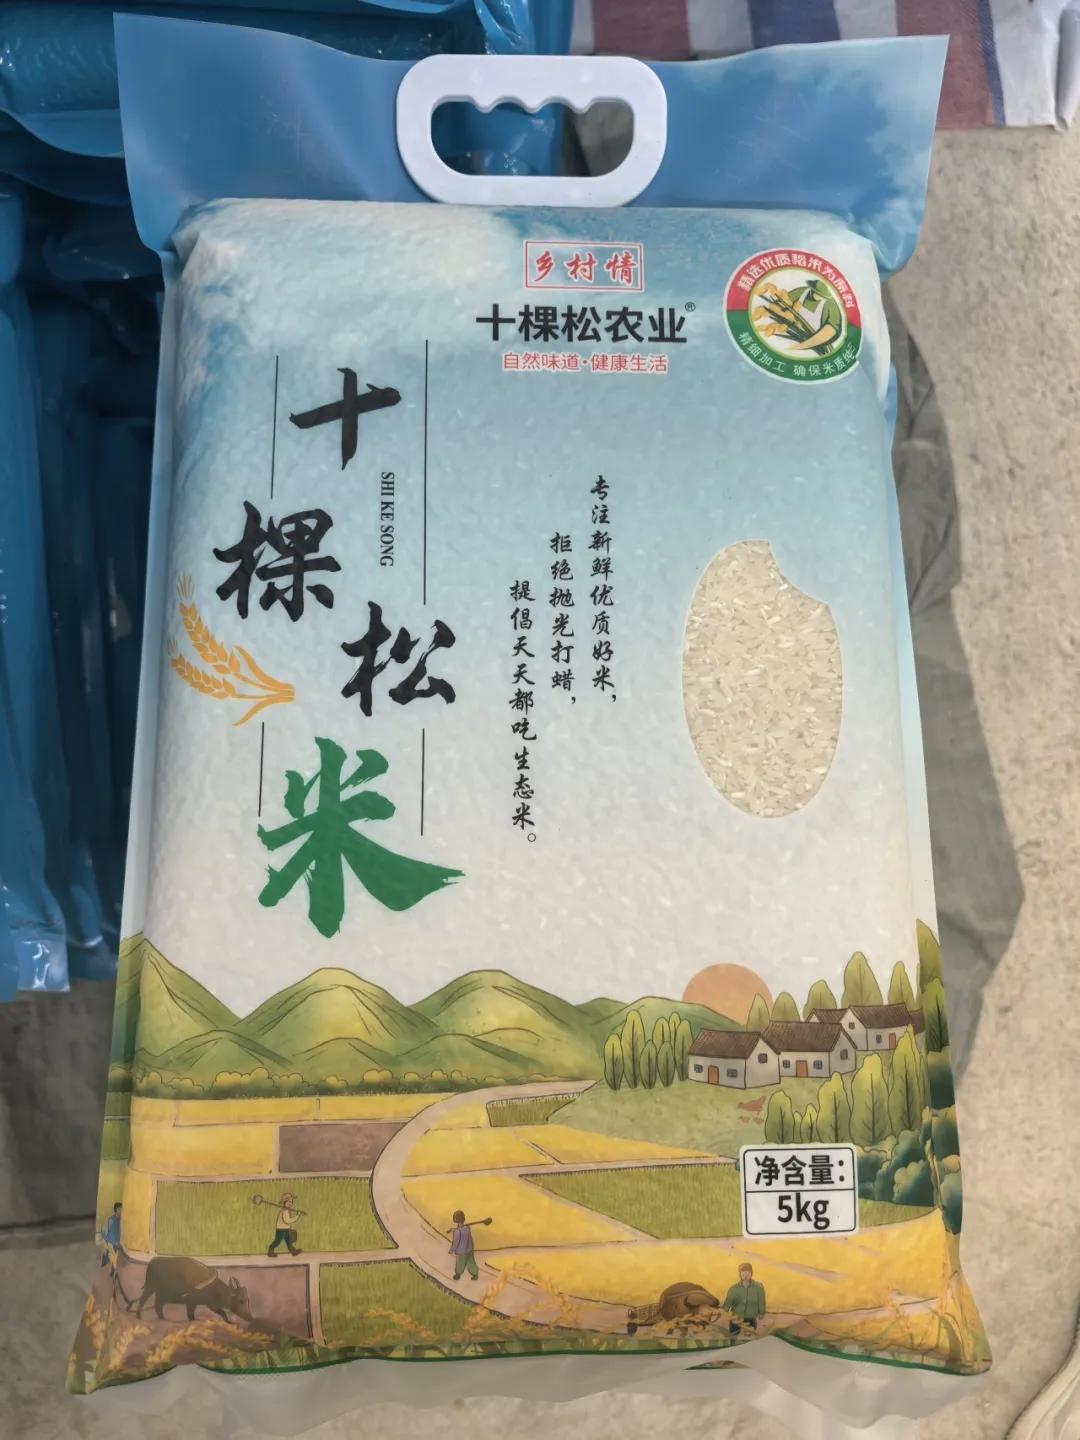 乡村情
十棵松农业®
自然味道·健康生活
精选优质稻米为原料
精细加工 确保米质纯正
十棵松米
SHI KE SONG
专注新鲜优质好米，
拒绝抛光打蜡，
提倡天天都吃生态米。
净含量：
5kg